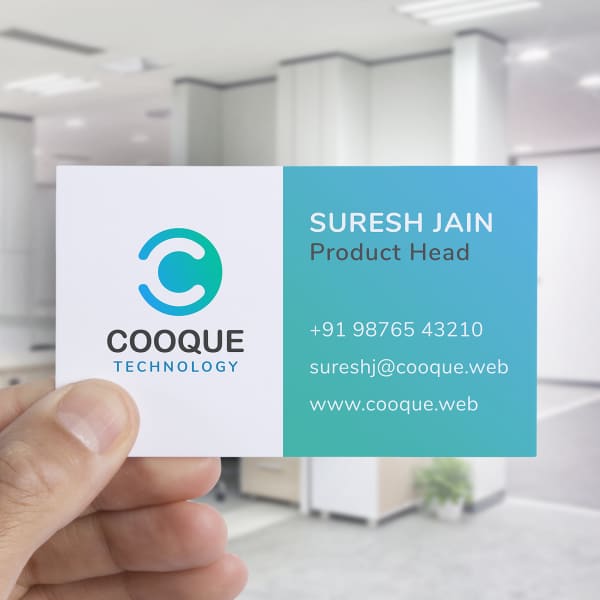 COOQUE
TECHNOLOGY
SURESH JAIN
Product Head
+91 98765 43210
sureshj@cooque.web
www.cooque.web